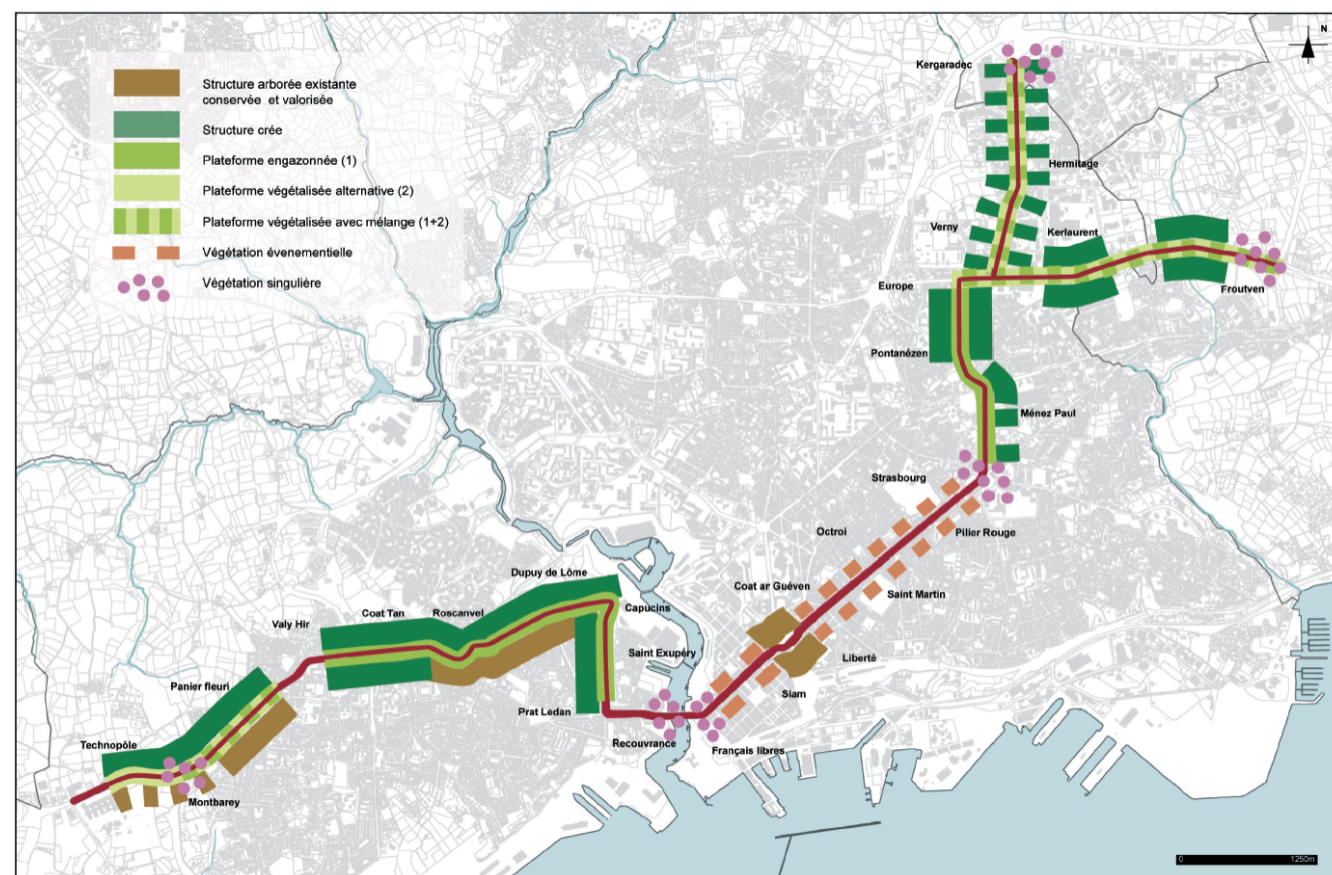 N
Structure arborée existante
conservée et valorisée
Structure crée
Plateforme engazonnée (1)
Plateforme végétalisée alternative (2)
Plateforme végétalisée avec mélange (1+2)
Végétation évenementielle
Végétation singulière
Kergaradec
Hermitage
Verny
Kerlaurent
Europe
Froutven
Pontanézen
Ménez Paul
Strasbourg
Octroi
Pilier Rouge
Dupuy de Lôme
Coat ar Guéven
Coat Tan
Roscanvel
Capucins
Saint Martin
Valy Hir
Saint Exupéry
Liberté
Panier fleuri
Siam
Prat Ledan
Technopôle
Recouvrance
Français libres
Montbarey
0
1250m